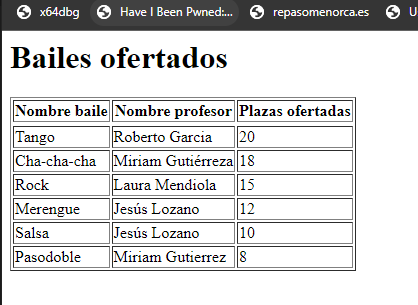 x64dbg Have I Been Pwned:... repasomenorca.es U
Bailes ofertados
Nombre baile Nombre profesor Plazas ofertadas
Tango Roberto García 20
Cha-cha-cha Miriam Gutiérreza 18
Rock Laura Mendiola 15
Merengue Jesús Lozano 12
Salsa Jesús Lozano 10
Pasodoble Miriam Gutierrez 8